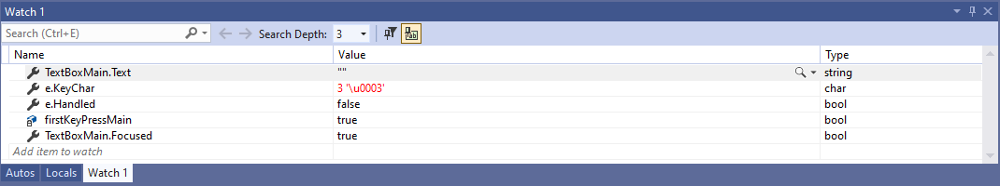 Watch 1
Search (Ctrl+E) Search Depth: 3
Name Value Type
TextBoxMain.Text "" string
e.KeyChar 3 '\u0003' char
e.Handled false bool
firstKeyPressMain true bool
TextBoxMain.Focused true bool
Add item to watch
Autos Locals Watch 1